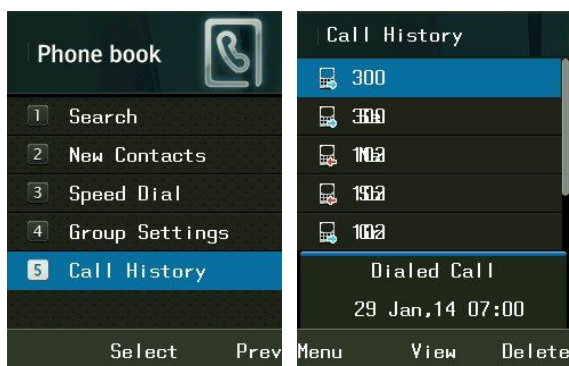 Phone book
1 Search
2 New Contacts
3 Speed Dial
4 Group Settings
5 Call History
Select Prev
Call History
300
Dialed Call
29 Jan,14 07:00
Menu View Delete